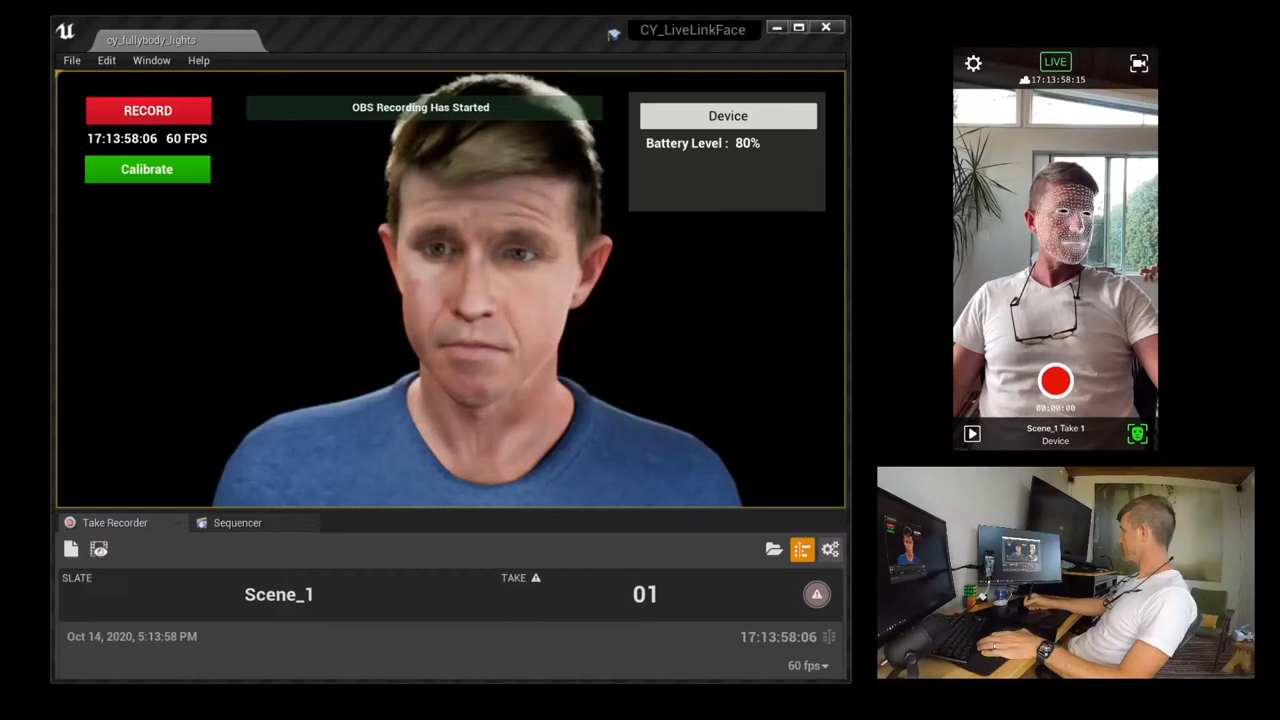 cy_fullybody_lights
CY_LiveLinkFace
File Edit Window Help
RECORD
17:13:58:06 60 FPS
Calibrate
OBS Recording Has Started
Device
Battery Level : 80%
Take Recorder
Sequencer
SLATE
Scene_1
TAKE
01
Oct 14, 2020, 5:13:58 PM
17:13:58:06
60 fps
LIVE
17:13:58:15
00:00:00
Scene_1 Take 1
Device